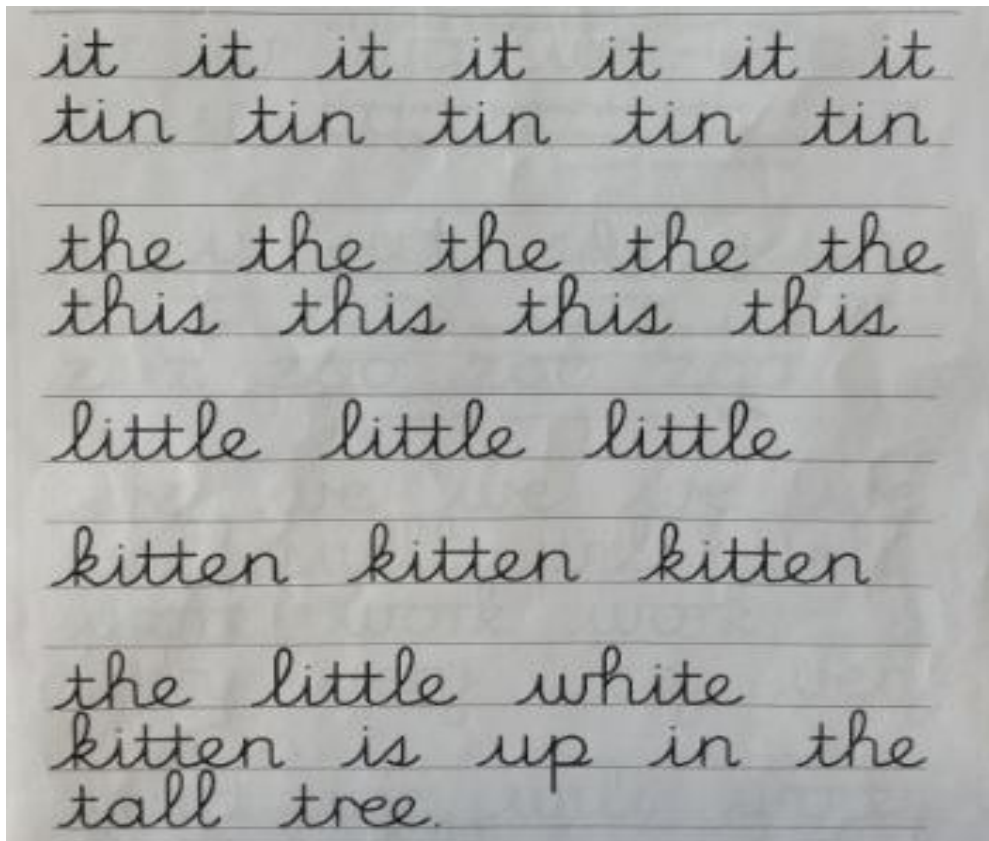 it it it it it it it
tin tin tin tin tin
the the the the the
this this this this
little little little
kitten kitten kitten
the little white
kitten is up in the
tall tree.